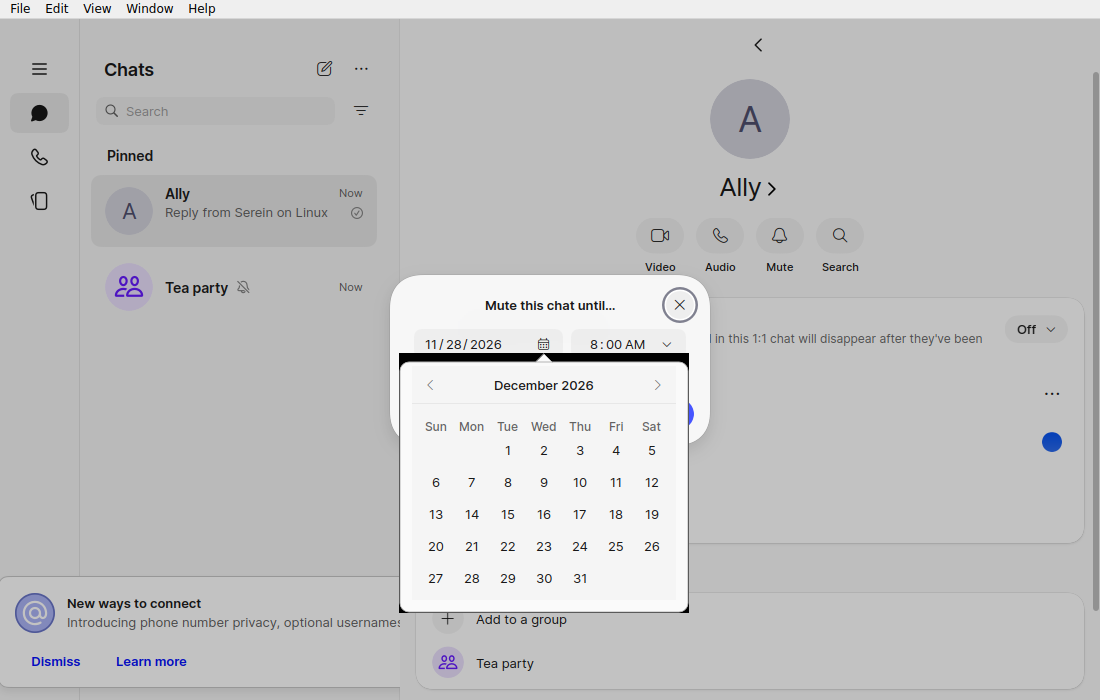 File Edit View Window Help
Chats
Search
Pinned
A
Ally
Now
Reply from Serein on Linux
Tea party
Now
New ways to connect
Introducing phone number privacy, optional usernames
Dismiss
Learn more
A
Ally
Video Audio Mute Search
Off
in this 1:1 chat will disappear after they've been
Mute this chat until...
11/28/2026
8:00 AM
December 2026
Sun Mon Tue Wed Thu Fri Sat
1 2 3 4 5
6 7 8 9 10 11 12
13 14 15 16 17 18 19
20 21 22 23 24 25 26
27 28 29 30 31
Add to a group
Tea party